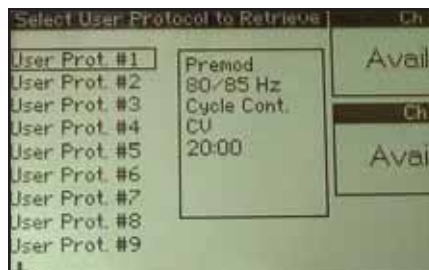 Select User Protocol to Retrieve
User Prot. #1
User Prot. #2
User Prot. #3
User Prot. #4
User Prot. #5
User Prot. #6
User Prot. #7
User Prot. #8
User Prot. #9
Premod
80/85 Hz
Cycle Cont.
CV
20:00
Ch
Avail
Ch
Avai